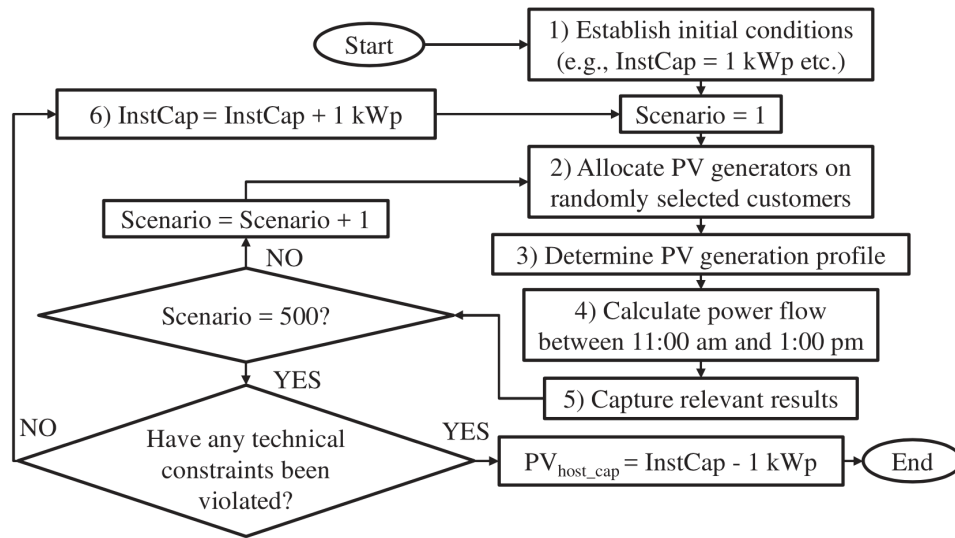 Start
1) Establish initial conditions
(e.g., InstCap = 1 kWp etc.)
6) InstCap = InstCap + 1 kWp
Scenario = 1
2) Allocate PV generators on
randomly selected customers
Scenario = Scenario + 1
3) Determine PV generation profile
NO
Scenario = 500?
4) Calculate power flow
between 11:00 am and 1:00 pm
YES
5) Capture relevant results
NO
Have any technical
constraints been
violated?
YES
PVhost_cap = InstCap - 1 kWp
End